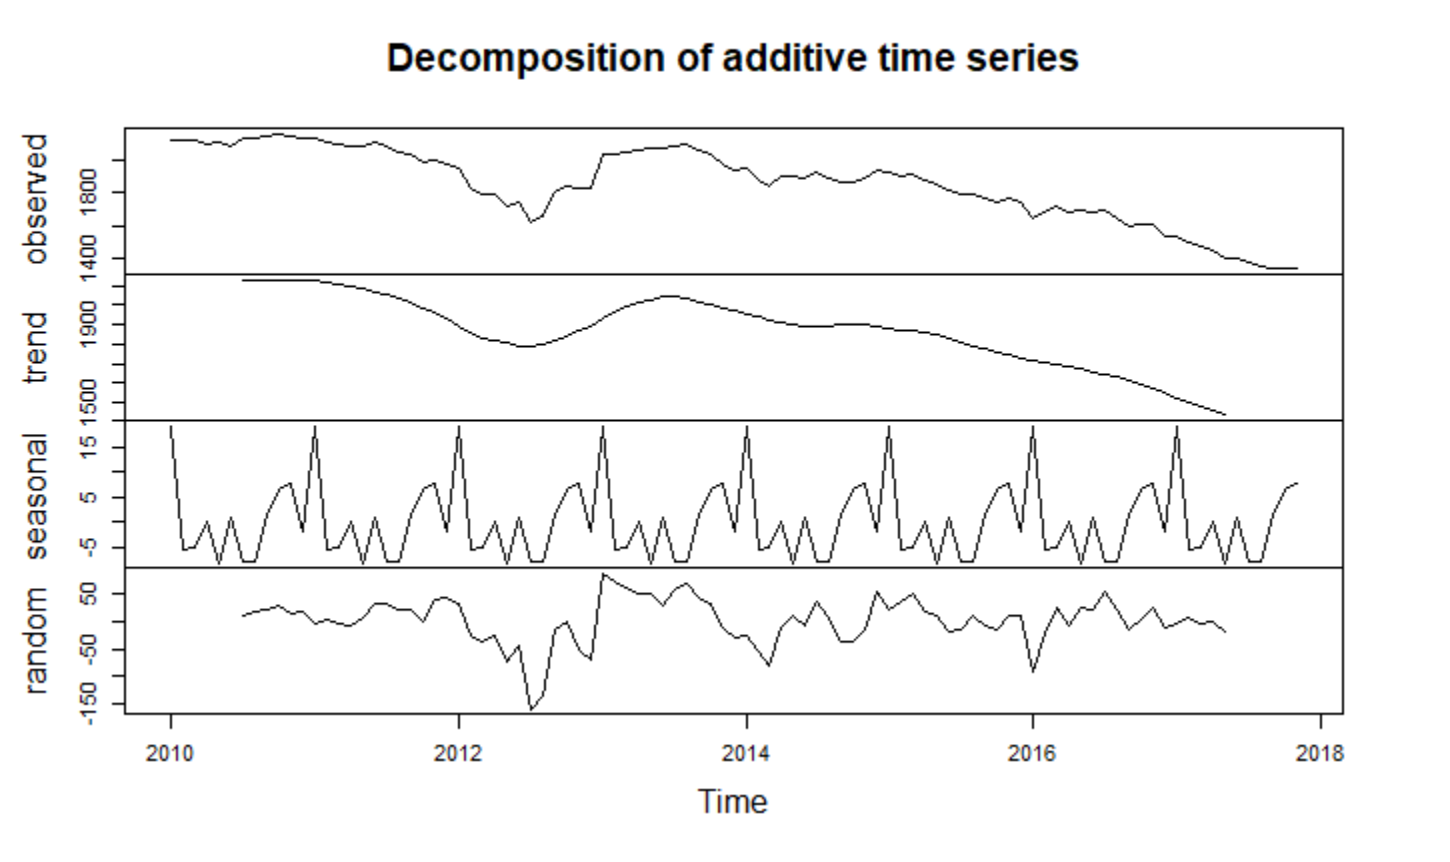 Decomposition of additive time series
observed
1400 1800
trend
1500 1900
seasonal
-5 5 15
random
-150 -50 50
2010 2012 2014 2016 2018
Time